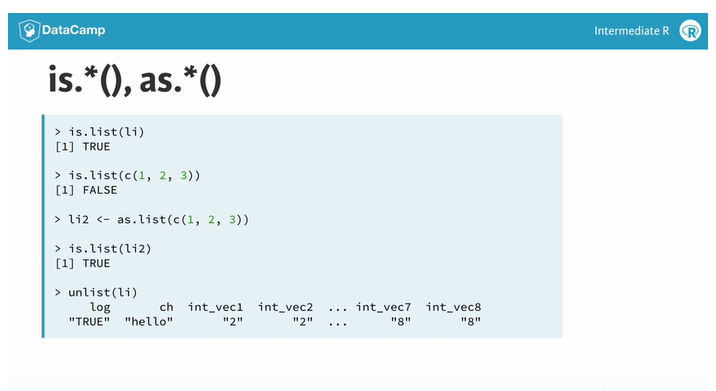 DataCamp
Intermediate R
R
is.*(), as.*()
> is.list(li)
[1] TRUE
> is.list(c(1, 2, 3))
[1] FALSE
> li2 <- as.list(c(1, 2, 3))
> is.list(li2)
[1] TRUE
> unlist(li)
log ch int_vec1 int_vec2 ... int_vec7 int_vec8
"TRUE" "hello" "2" "2" ... "8" "8"